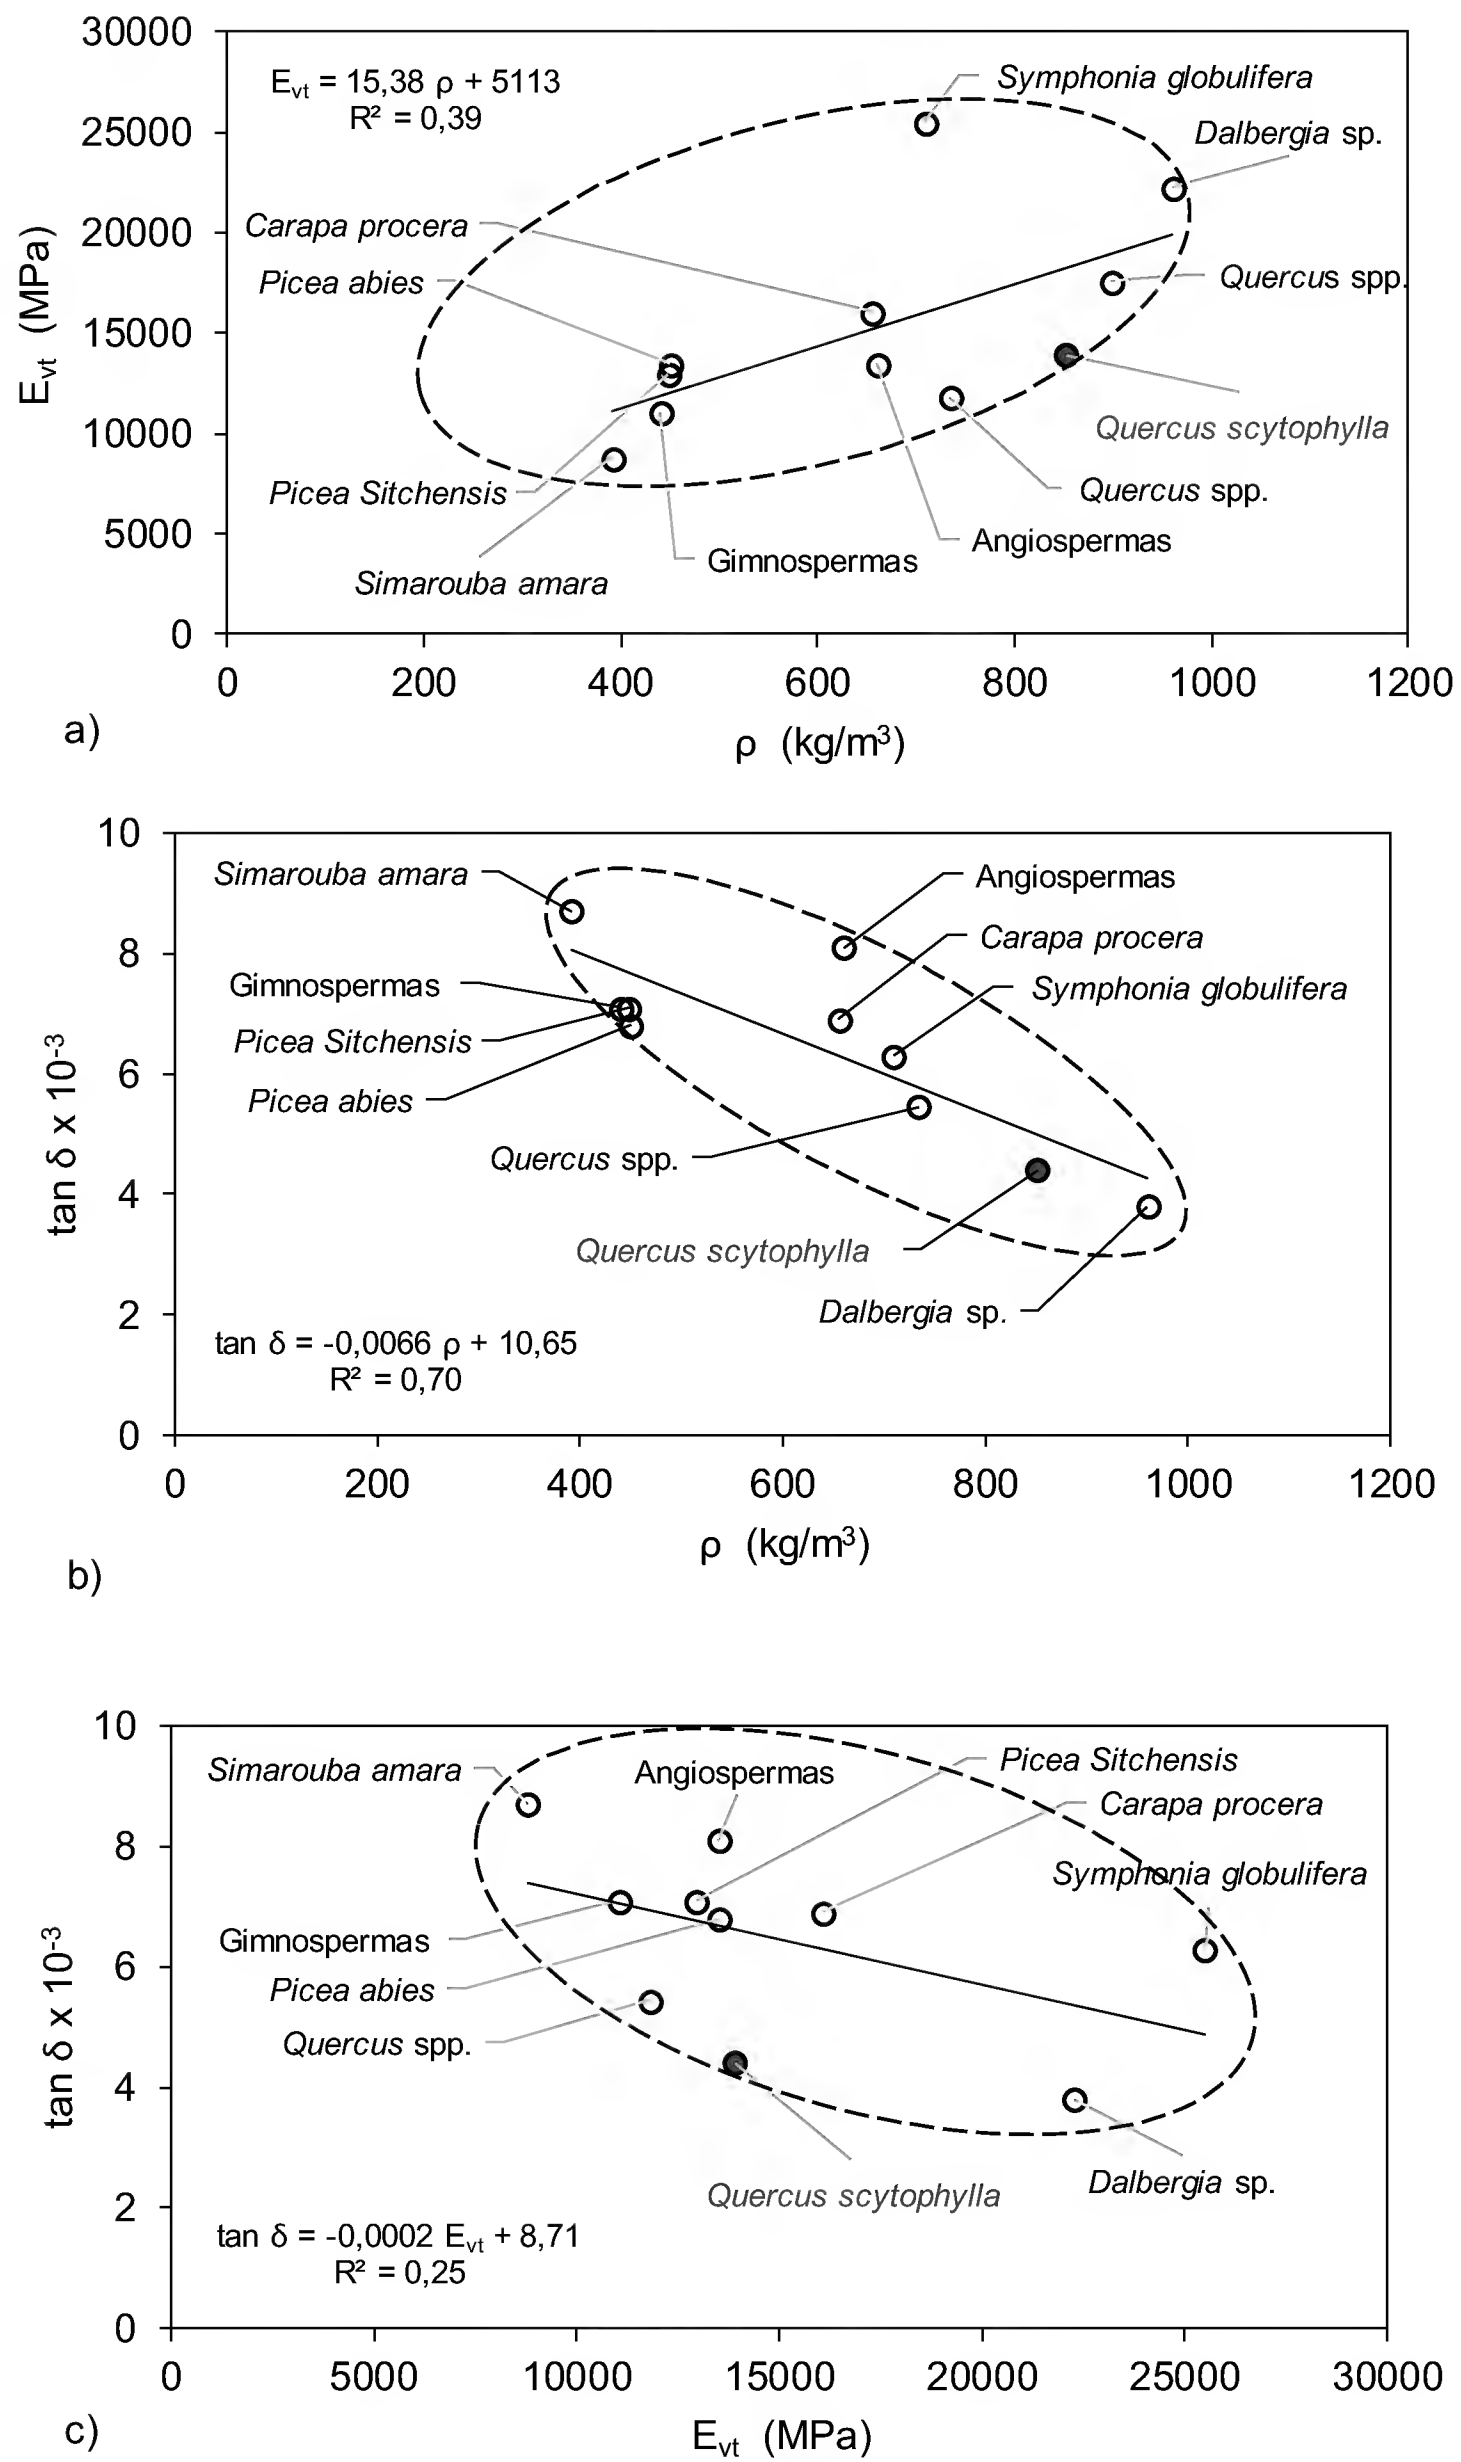 30000
25000
20000
15000
10000
5000
0
E_vt (MPa)
E_vt = 15,38 ρ + 5113
R² = 0,39
Symphonia globulifera
Dalbergia sp.
Carapa procera
Picea abies
Quercus spp.
Quercus scytophylla
Picea Sitchensis
Quercus spp.
Angiospermas
Gimnospermas
Simarouba amara
0 200 400 600 800 1000 1200
a)
ρ (kg/m³)
10
8
6
4
2
0
tan δ x 10⁻³
Simarouba amara
Angiospermas
Carapa procera
Gimnospermas
Symphonia globulifera
Picea Sitchensis
Picea abies
Quercus spp.
Quercus scytophylla
Dalbergia sp.
tan δ = -0,0066 ρ + 10,65
R² = 0,70
0 200 400 600 800 1000 1200
ρ (kg/m³)
b)
10
8
6
4
2
0
tan δ x 10⁻³
Simarouba amara
Angiospermas
Picea Sitchensis
Carapa procera
Symphonia globulifera
Gimnospermas
Picea abies
Quercus spp.
Quercus scytophylla
Dalbergia sp.
tan δ = -0,0002 E_vt + 8,71
R² = 0,25
0 5000 10000 15000 20000 25000 30000
c)
E_vt (MPa)